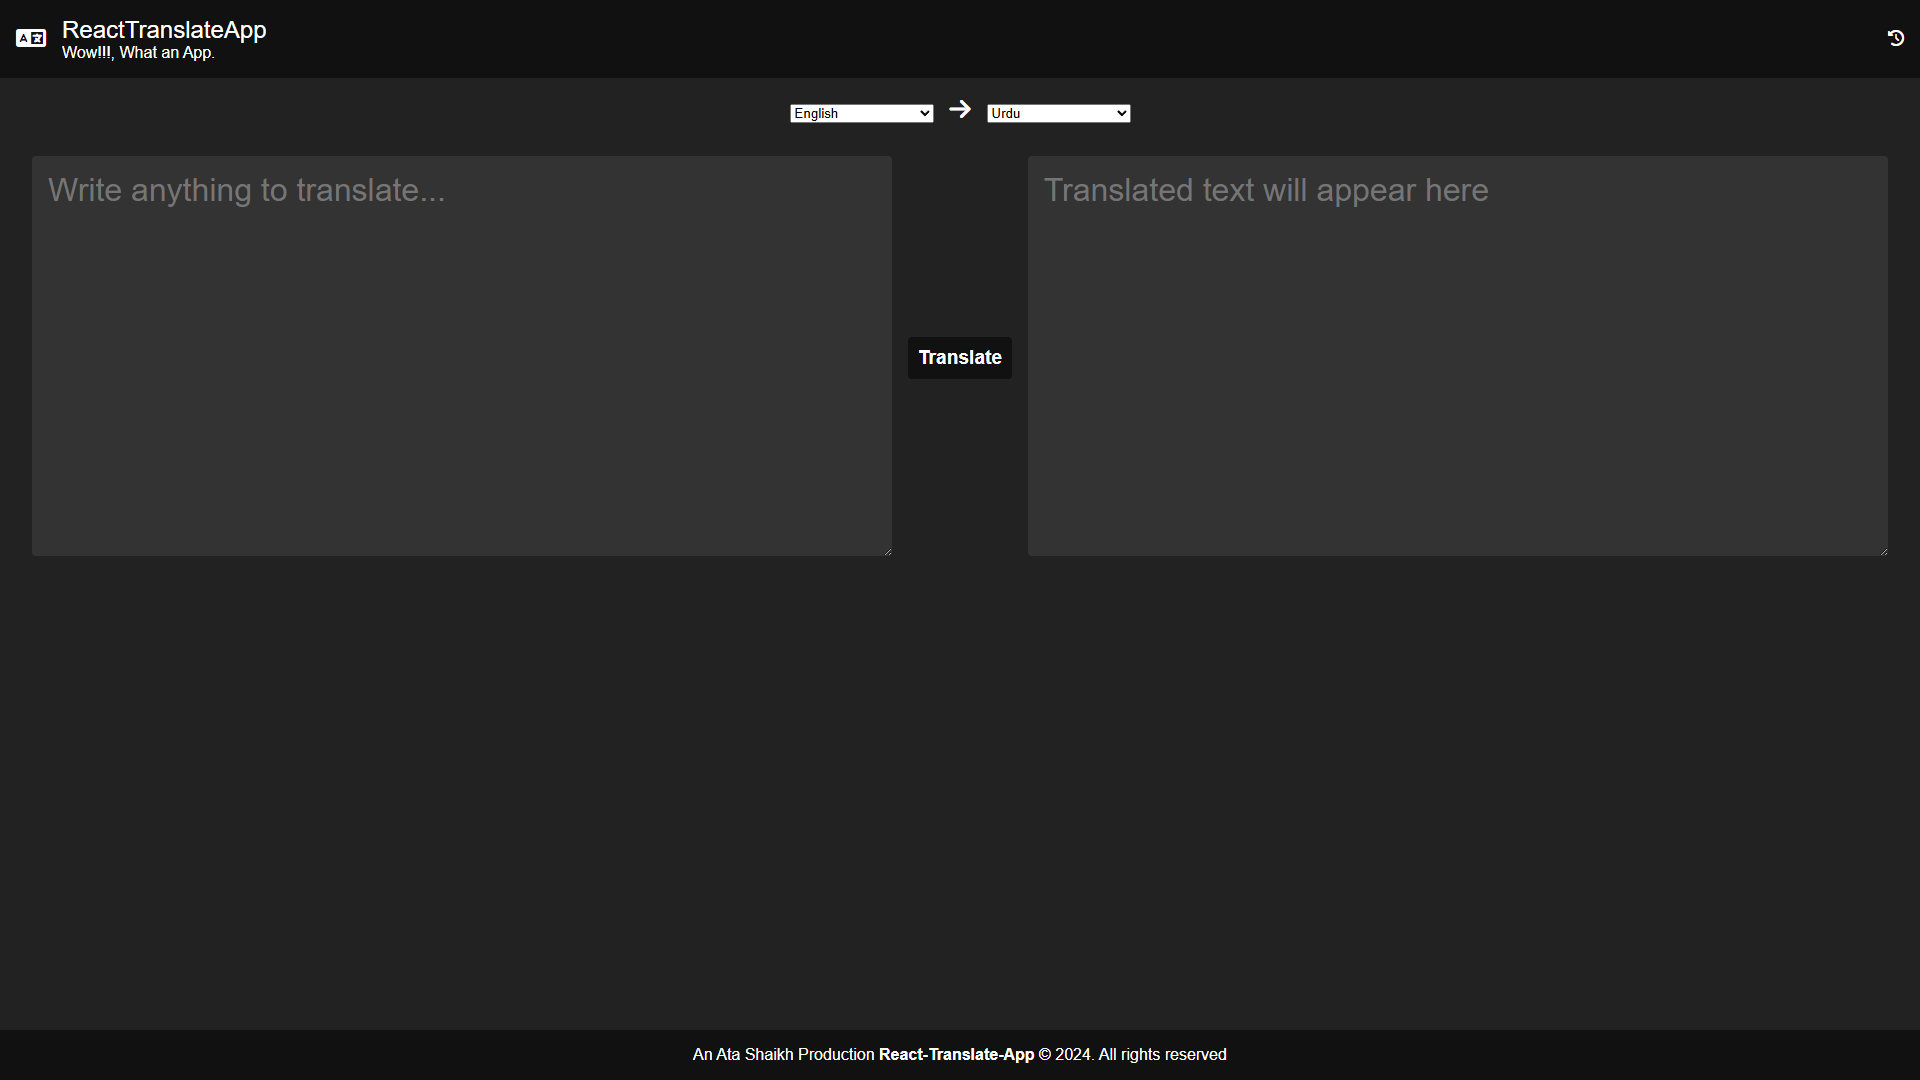 ReactTranslateApp
Wow!!!, What an App.
English
Urdu
Write anything to translate...
Translated text will appear here
Translate
An Ata Shaikh Production React-Translate-App © 2024. All rights reserved